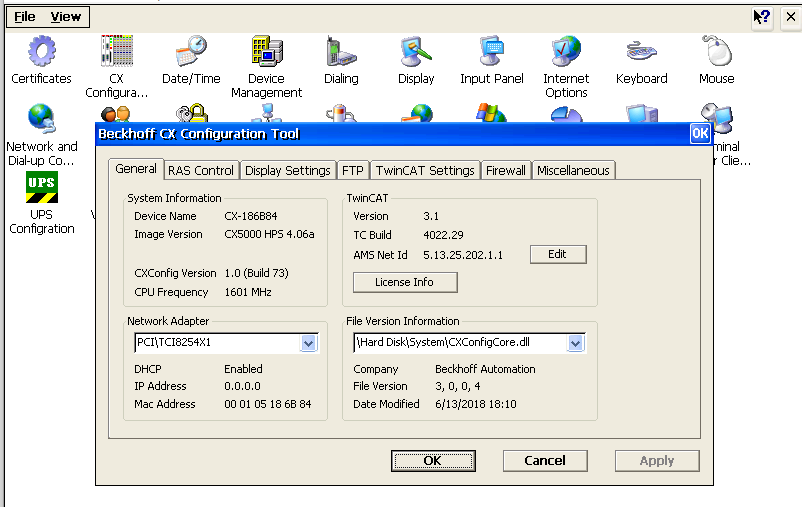 File View
Certificates
CX
Configura...
Date/Time
Device
Management
Dialing
Display
Input Panel
Internet
Options
Keyboard
Mouse
Network and
Dial-up Co...
UPS
UPS
Configration
Beckhoff CX Configuration Tool
OK
General RAS Control Display Settings FTP TwinCAT Settings Firewall Miscellaneous
System Information
Device Name CX-186B84
Image Version CX5000 HPS 4.06a
CXConfig Version 1.0 (Build 73)
CPU Frequency 1601 MHz
TwinCAT
Version 3.1
TC Build 4022.29
AMS Net Id 5.13.25.202.1.1 Edit
License Info
Network Adapter
PCI\TCI8254X1
DHCP Enabled
IP Address 0.0.0.0
Mac Address 00 01 05 18 6B 84
File Version Information
\Hard Disk\System\CXConfigCore.dll
Company Beckhoff Automation
File Version 3, 0, 0, 4
Date Modified 6/13/2018 18:10
OK Cancel Apply